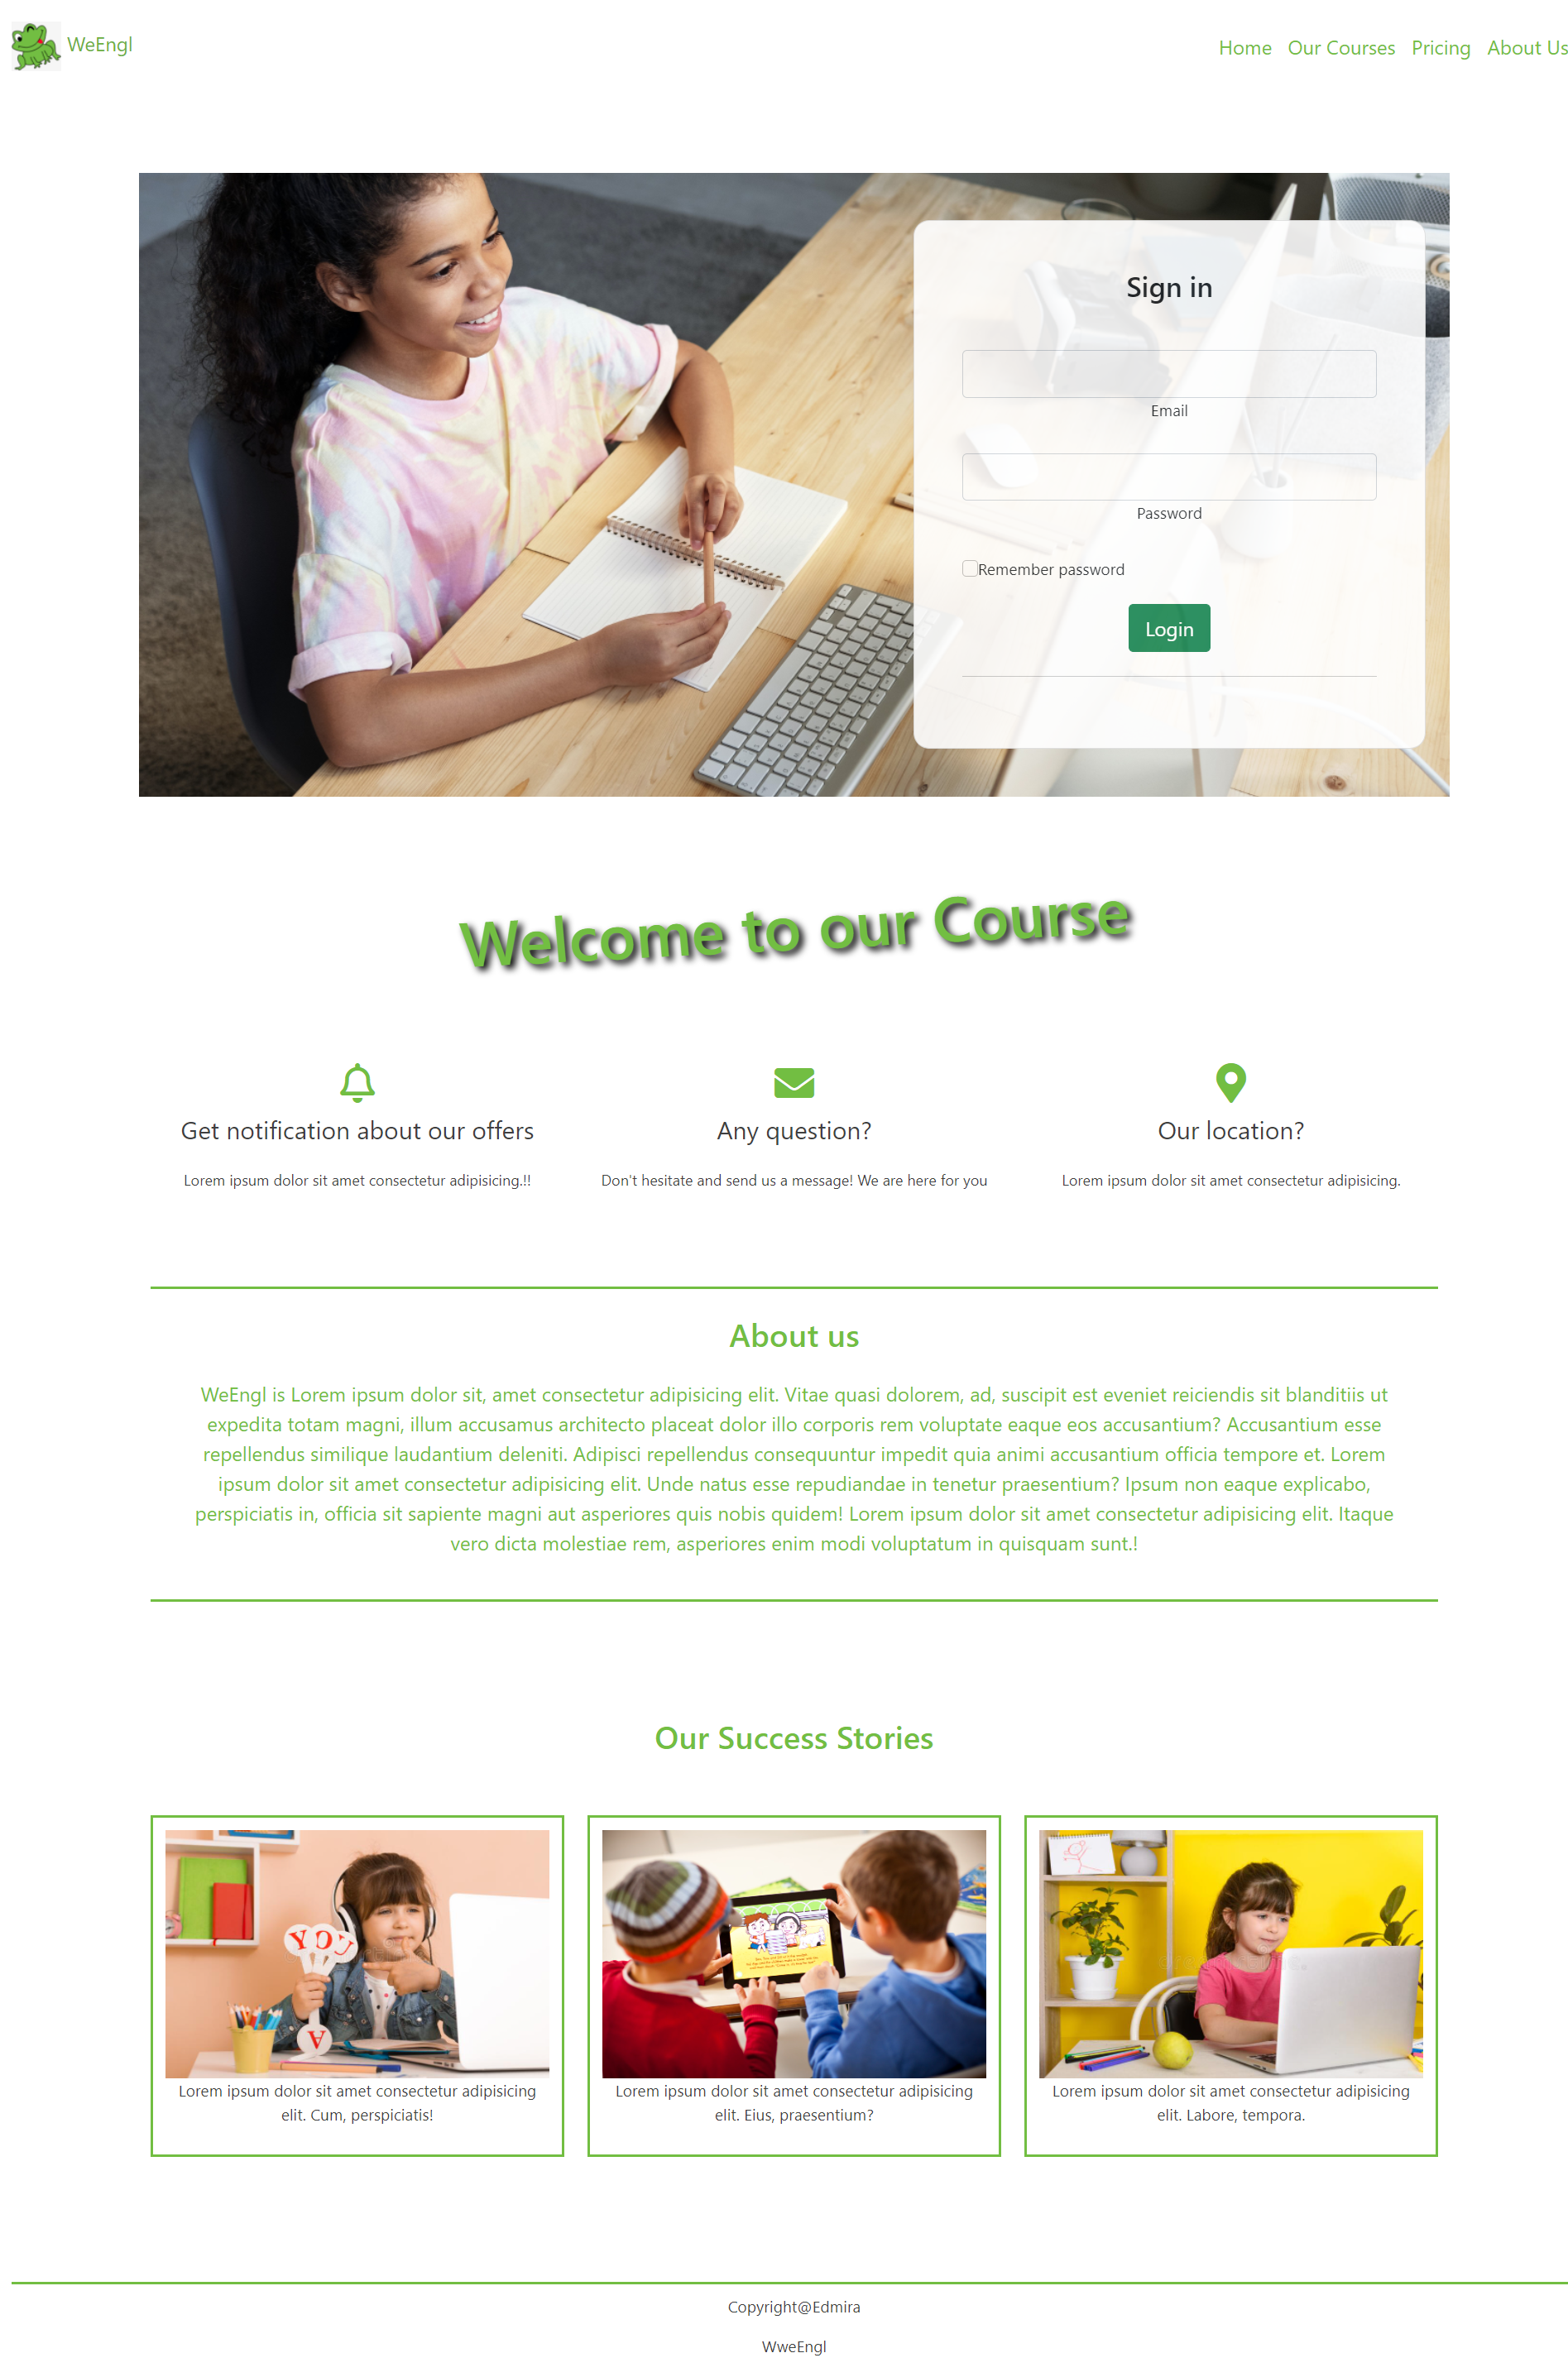 WeEngl
Home Our Courses Pricing About Us
Sign in
Email
Password
Remember password
Login
Welcome to our Course
Get notification about our offers
Lorem ipsum dolor sit amet consectetur adipisicing.!!
Any question?
Don't hesitate and send us a message! We are here for you
Our location?
Lorem ipsum dolor sit amet consectetur adipisicing.
About us
WeEngl is Lorem ipsum dolor sit, amet consectetur adipisicing elit. Vitae quasi dolorem, ad, suscipit est eveniet reiciendis sit blanditiis ut
expedita totam magni, illum accusamus architecto placeat dolor illo corporis rem voluptate eaque eos accusantium? Accusantium esse
repellendus similique laudantium deleniti. Adipisci repellendus consequuntur impedit quia animi accusantium officia tempore et. Lorem
ipsum dolor sit amet consectetur adipisicing elit. Unde natus esse repudiandae in tenetur praesentium? Ipsum non eaque explicabo,
perspiciatis in, officia sit sapiente magni aut asperiores quis nobis quidem! Lorem ipsum dolor sit amet consectetur adipisicing elit. Itaque
vero dicta molestiae rem, asperiores enim modi voluptatum in quisquam sunt.!
Our Success Stories
YOU
A
Lorem ipsum dolor sit amet consectetur adipisicing
elit. Cum, perspiciatis!
Lorem ipsum dolor sit amet consectetur adipisicing
elit. Eius, praesentium?
Lorem ipsum dolor sit amet consectetur adipisicing
elit. Labore, tempora.
Copyright@Edmira
WweEngl